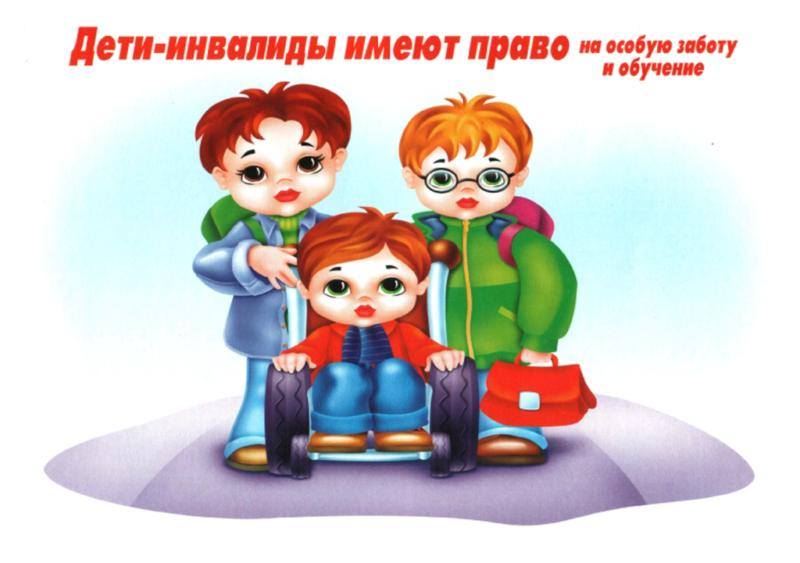 Дети-инвалиды имеют право на особую заботу
и обучение